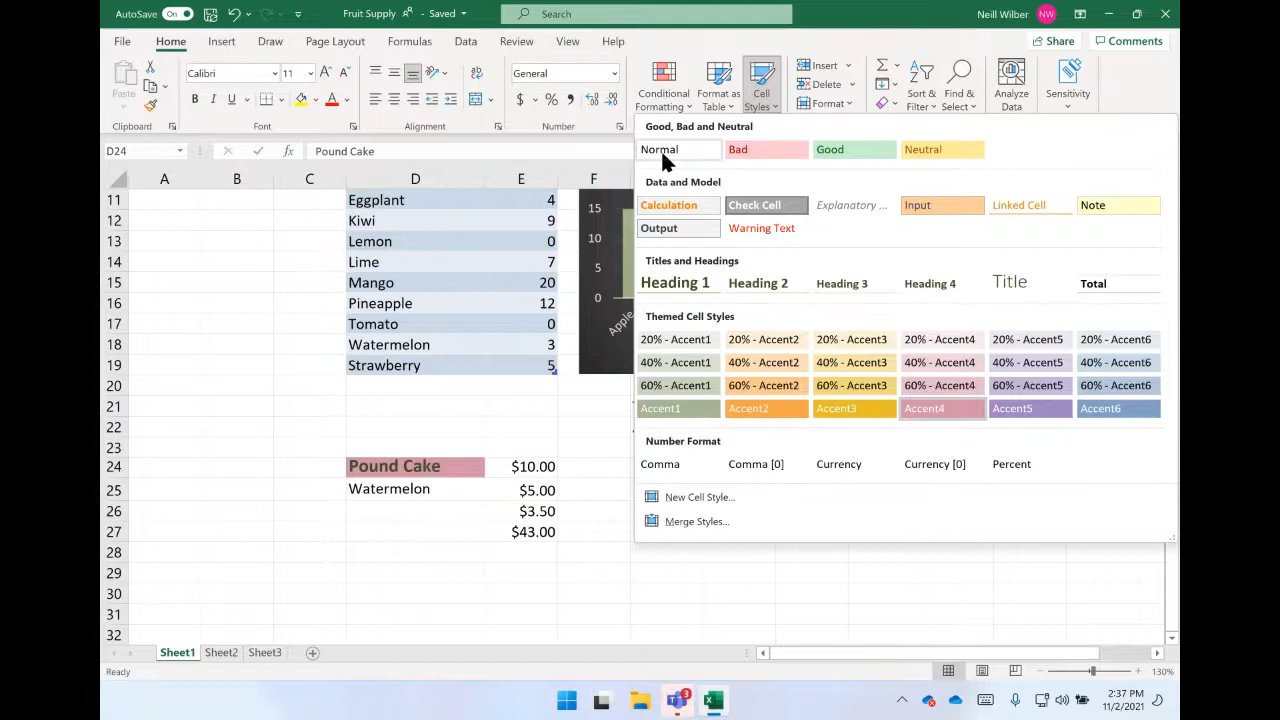 AutoSave On Fruit Supply - Saved Search Neill Wilber NW
File Home Insert Draw Page Layout Formulas Data Review View Help Share Comments
Paste Calibri 11 General Conditional Formatting Format as Table Cell Styles Insert Delete Format Sort & Filter Find & Select Analyze Data Sensitivity
Clipboard Font Alignment Number
D24 fx Pound Cake
A B C D E F
11 Eggplant 4
12 Kiwi 9
13 Lemon 0
14 Lime 7
15 Mango 20
16 Pineapple 12
17 Tomato 0
18 Watermelon 3
19 Strawberry 5
20
21
22
23
24 Pound Cake $10.00
25 Watermelon $5.00
26 $3.50
27 $43.00
28
29
30
31
32
15
10
5
0
Apple
Good, Bad and Neutral
Normal Bad Good Neutral
Data and Model
Calculation Check Cell Explanatory ... Input Linked Cell Note
Output Warning Text
Titles and Headings
Heading 1 Heading 2 Heading 3 Heading 4 Title Total
Themed Cell Styles
20% - Accent1 20% - Accent2 20% - Accent3 20% - Accent4 20% - Accent5 20% - Accent6
40% - Accent1 40% - Accent2 40% - Accent3 40% - Accent4 40% - Accent5 40% - Accent6
60% - Accent1 60% - Accent2 60% - Accent3 60% - Accent4 60% - Accent5 60% - Accent6
Accent1 Accent2 Accent3 Accent4 Accent5 Accent6
Number Format
Comma Comma [0] Currency Currency [0] Percent
New Cell Style...
Merge Styles...
Sheet1 Sheet2 Sheet3
Ready 130%
3 2:37 PM
11/2/2021